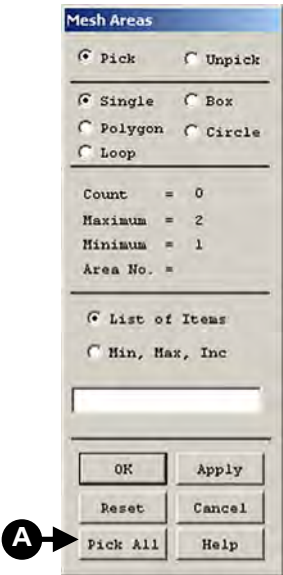 Mesh Areas
Pick Unpick
Single Box
Polygon Circle
Loop
Count = 0
Maximum = 2
Minimum = 1
Area No. =
List of Items
Min, Max, Inc
OK Apply
Reset Cancel
A Pick All Help